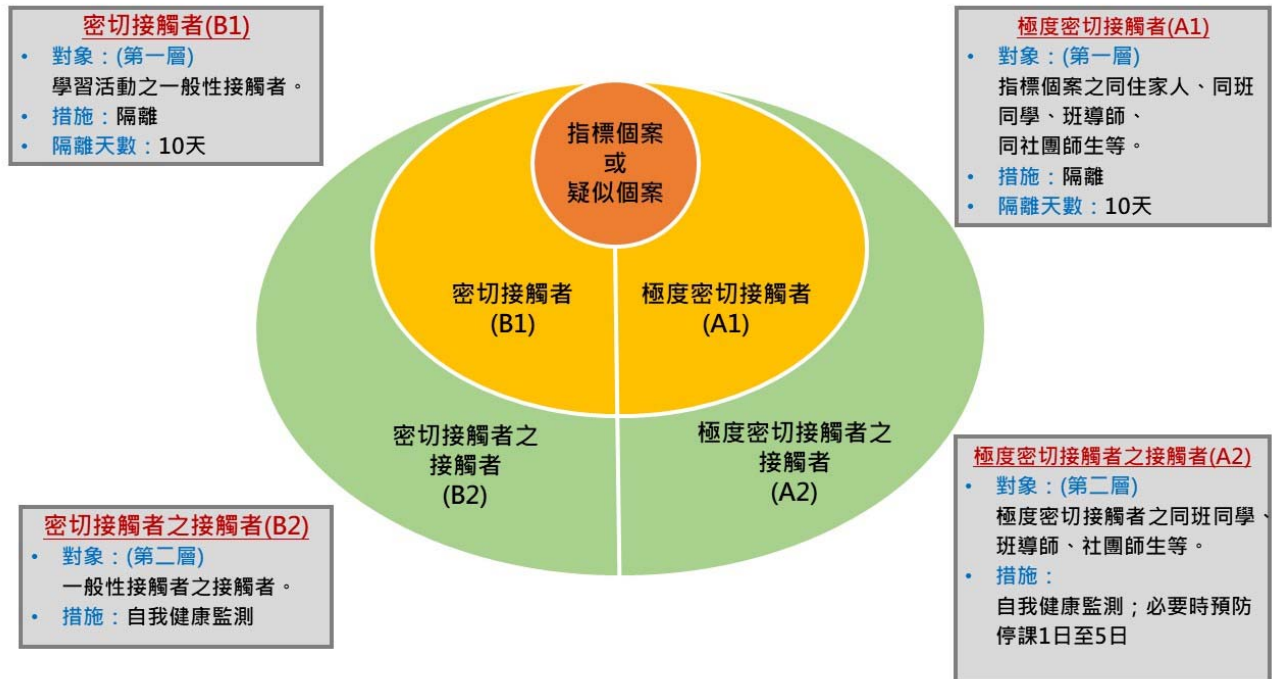 密切接觸者(B1)
• 對象：(第一層)
學習活動之一般性接觸者。
• 措施：隔離
• 隔離天數：10天
極度密切接觸者(A1)
• 對象：(第一層)
指標個案之同住家人、同班
同學、班導師、
同社團師生等。
• 措施：隔離
• 隔離天數：10天
指標個案
或
疑似個案
密切接觸者
(B1)
極度密切接觸者
(A1)
密切接觸者之
接觸者
(B2)
極度密切接觸者之
接觸者
(A2)
密切接觸者之接觸者(B2)
• 對象：(第二層)
一般性接觸者之接觸者。
• 措施：自我健康監測
極度密切接觸者之接觸者(A2)
• 對象：(第二層)
極度密切接觸者之同班同學、
班導師、社團師生等。
• 措施：
自我健康監測；必要時預防
停課1日至5日